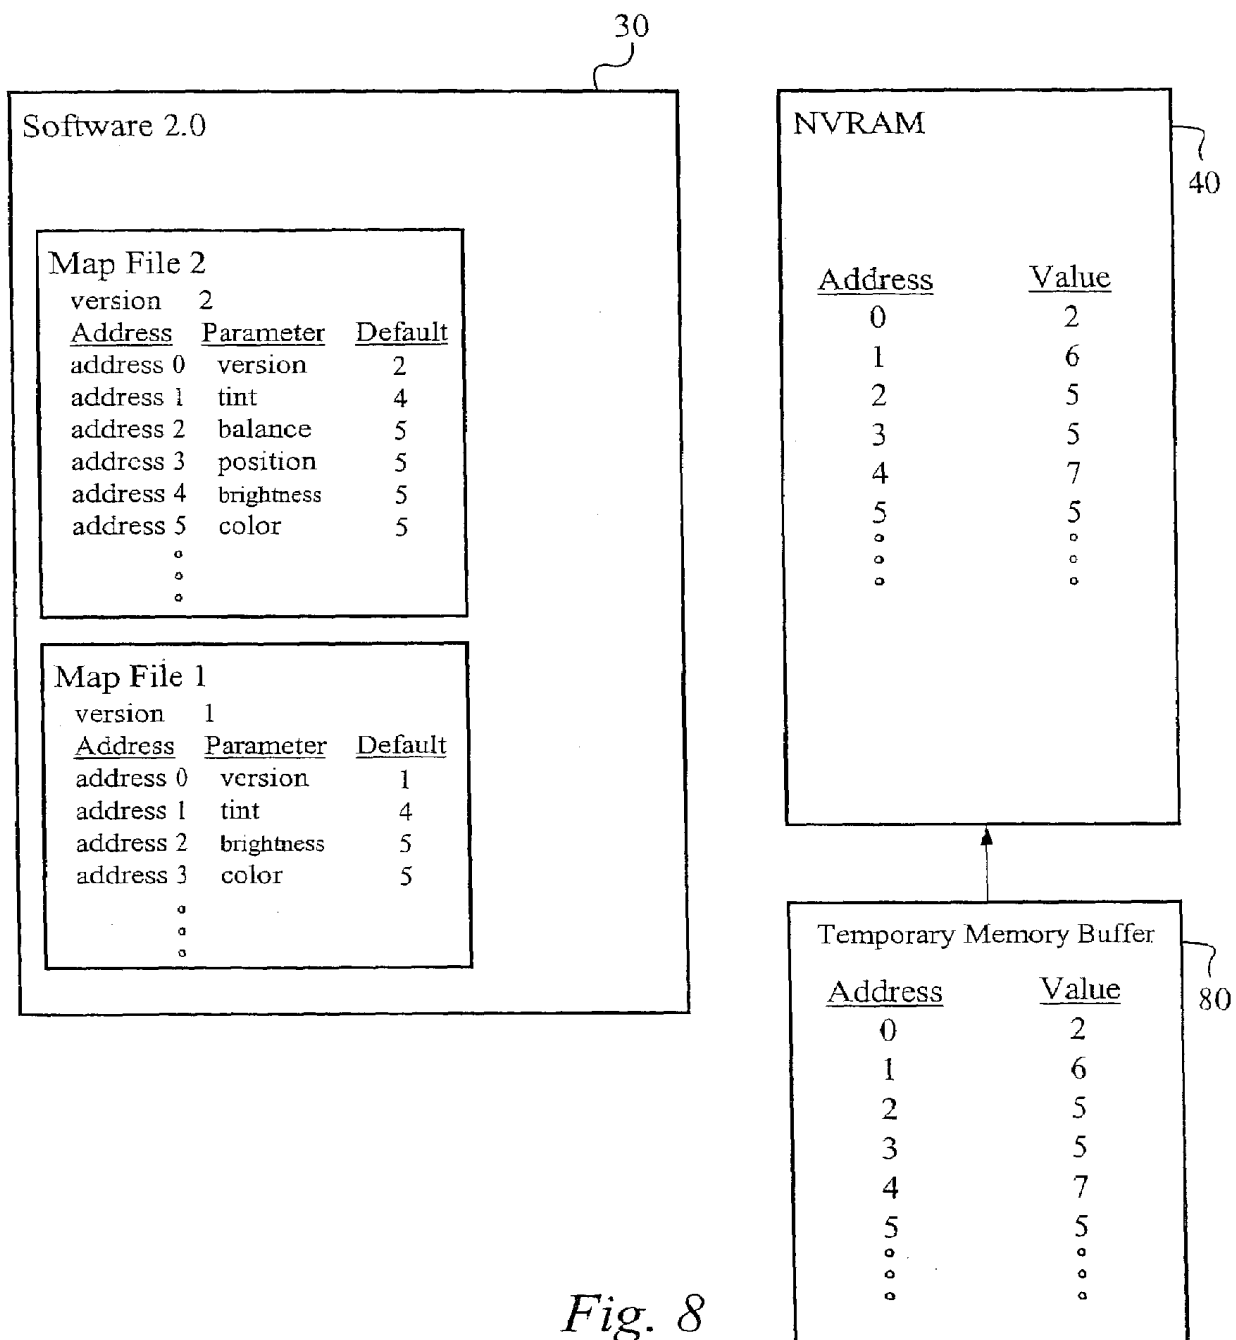 30
Software 2.0
Map File 2
version 2
Address Parameter Default
address 0 version 2
address 1 tint 4
address 2 balance 5
address 3 position 5
address 4 brightness 5
address 5 color 5
Map File 1
version 1
Address Parameter Default
address 0 version 1
address 1 tint 4
address 2 brightness 5
address 3 color 5
NVRAM
40
Address Value
0 2
1 6
2 5
3 5
4 7
5 5
Temporary Memory Buffer
80
Address Value
0 2
1 6
2 5
3 5
4 7
5 5
Fig. 8